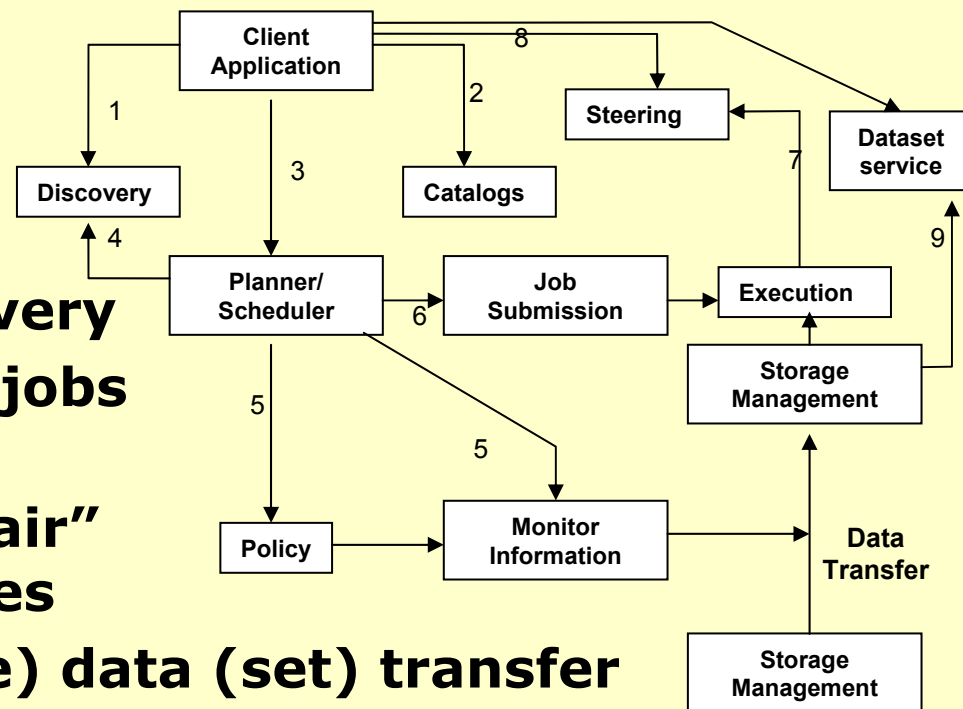 Client
Application
8
1
2
Steering
Dataset
service
3
7
Discovery
Catalogs
4
9
Planner/
Scheduler
Job
Submission
Execution
6
very
jobs
Storage
Management
5
5
air”
es
Policy
Monitor
Information
Data
Transfer
e) data (set) transfer
Storage
Management